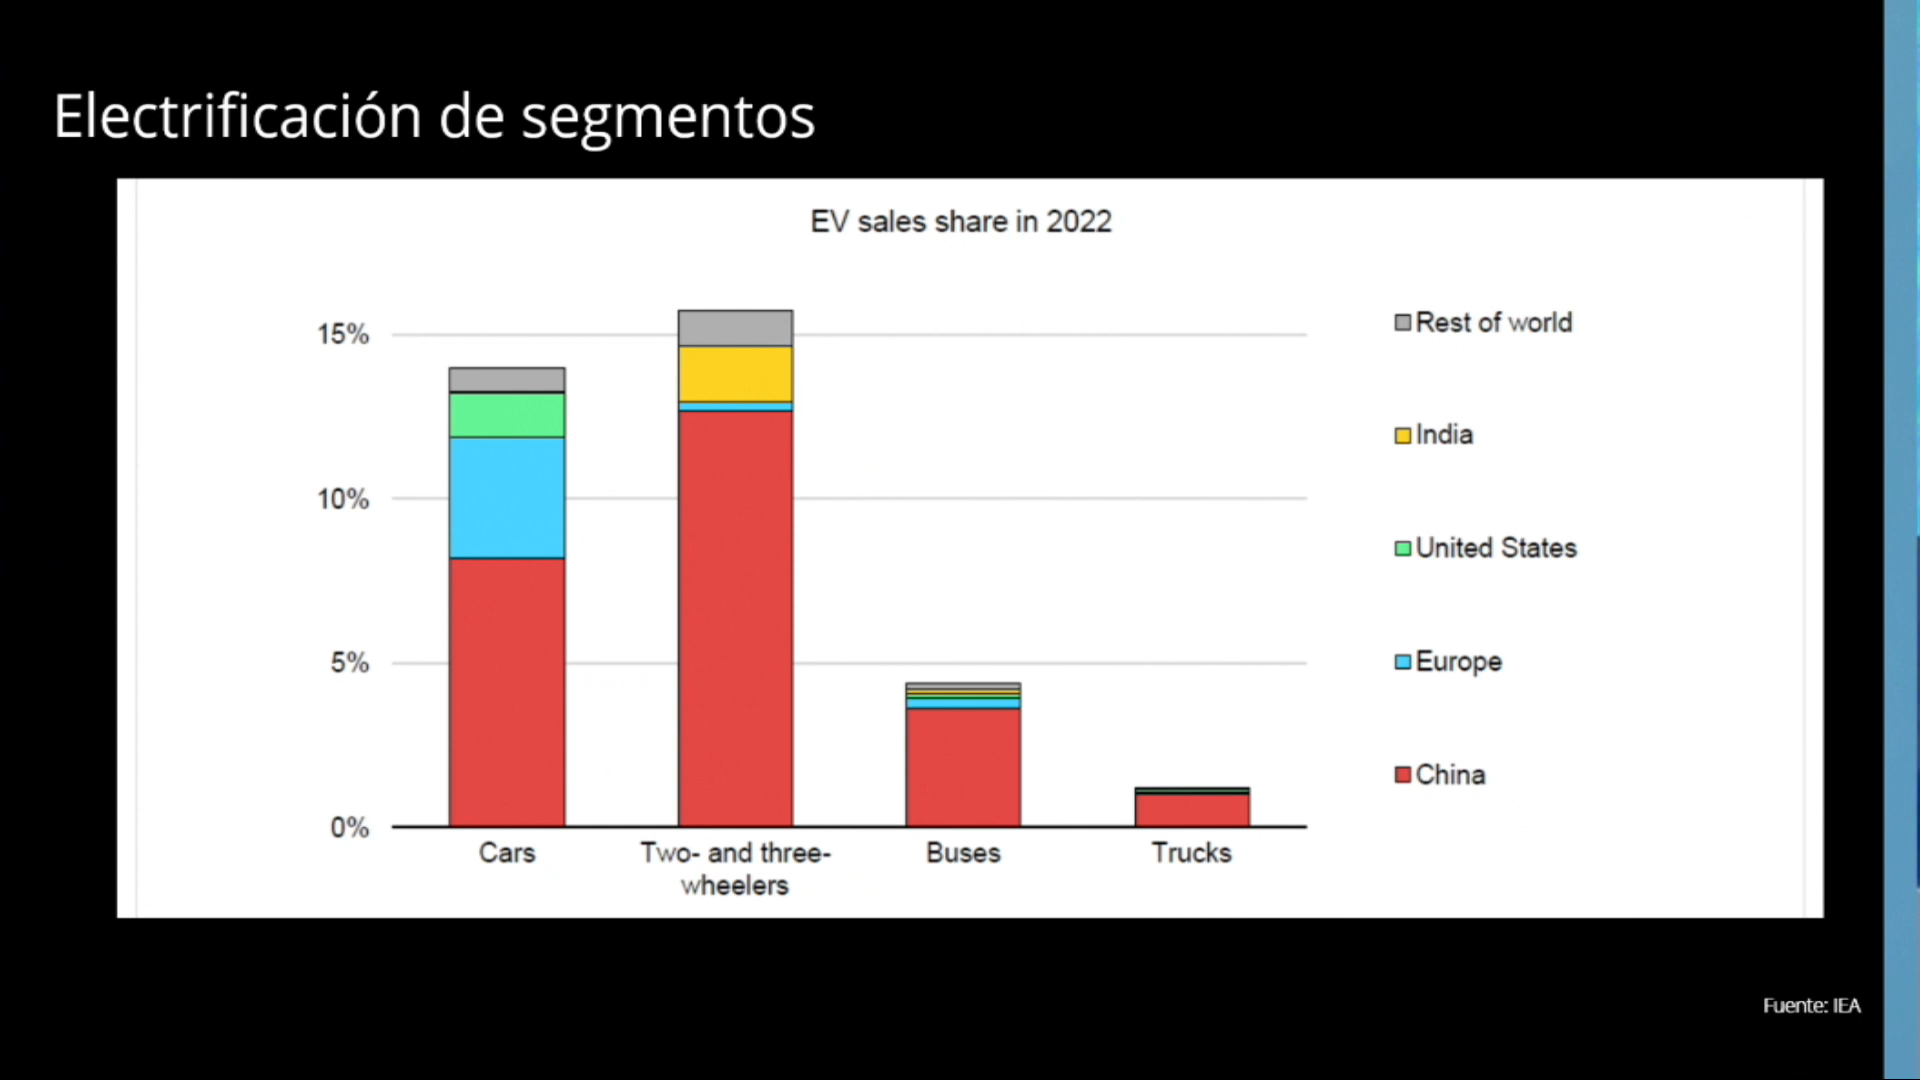 Electrificación de segmentos
EV sales share in 2022
15%
10%
5%
0%
Cars
Two- and three-
wheelers
Buses
Trucks
Rest of world
India
United States
Europe
China
Fuente: IEA